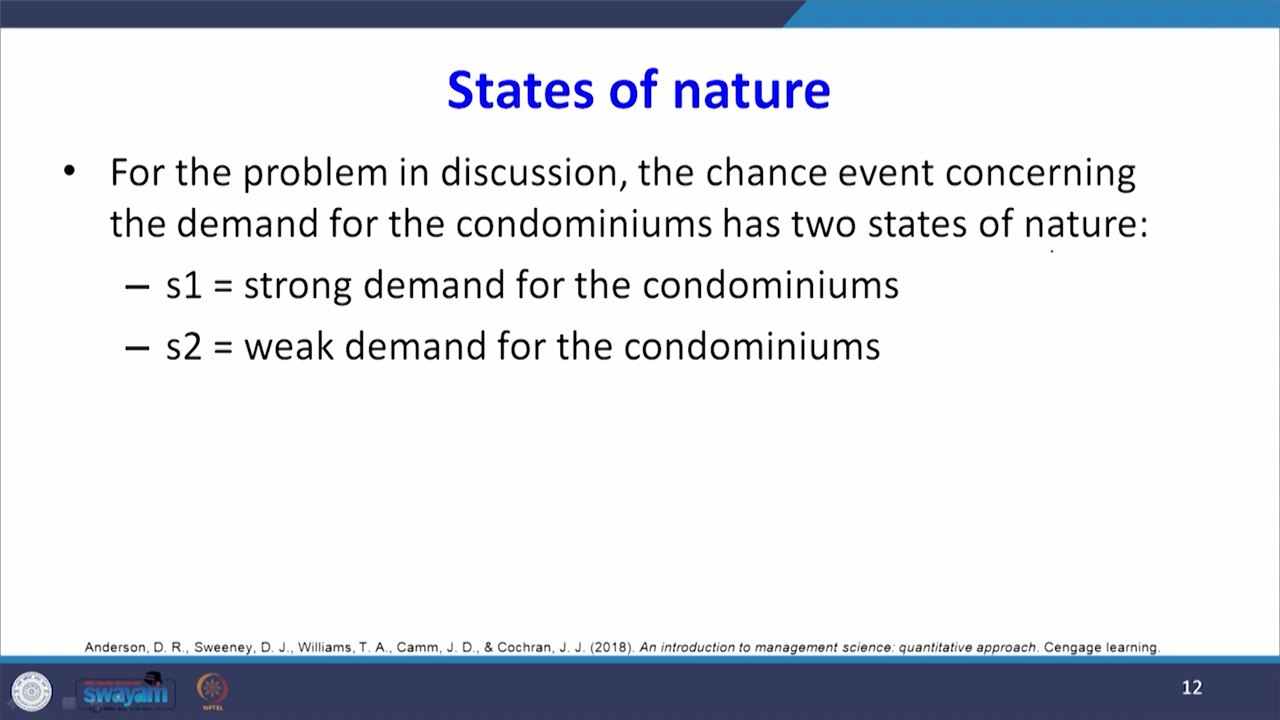 States of nature
• For the problem in discussion, the chance event concerning
the demand for the condominiums has two states of nature:
– s1 = strong demand for the condominiums
– s2 = weak demand for the condominiums
Anderson, D. R., Sweeney, D. J., Williams, T. A., Camm, J. D., & Cochran, J. J. (2018). An introduction to management science: quantitative approach. Cengage learning.
swayam
NPTEL
12